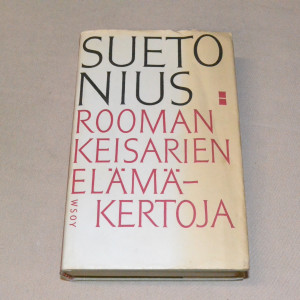 SUETO
NIUS
ROOMAN
KEISARIEN
ELÄMÄ-
KERTOJA
WSOY